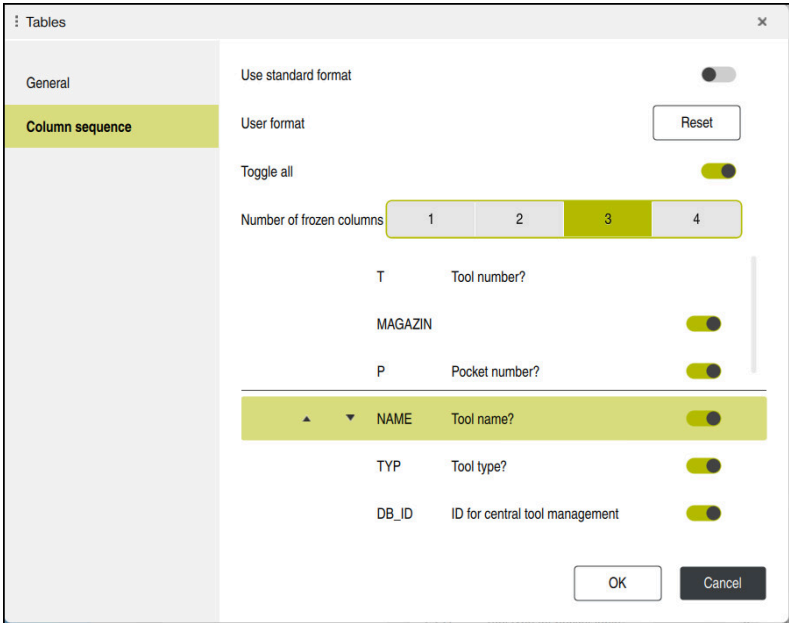 Tables
General
Column sequence
Use standard format
User format Reset
Toggle all
Number of frozen columns 1 2 3 4
T Tool number?
MAGAZIN
P Pocket number?
NAME Tool name?
TYP Tool type?
DB_ID ID for central tool management
OK Cancel